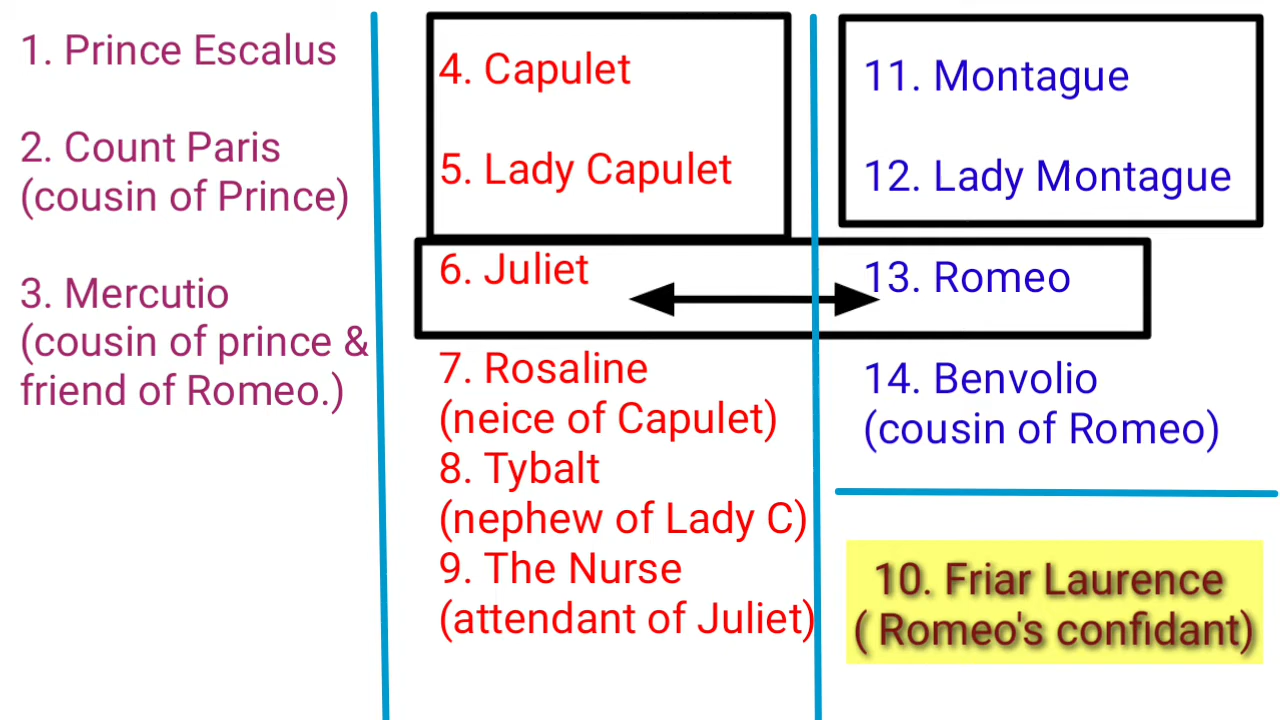 1. Prince Escalus
2. Count Paris
(cousin of Prince)
3. Mercutio
(cousin of prince &
friend of Romeo.)
4. Capulet
5. Lady Capulet
6. Juliet
7. Rosaline
(neice of Capulet)
8. Tybalt
(nephew of Lady C)
9. The Nurse
(attendant of Juliet)
11. Montague
12. Lady Montague
13. Romeo
14. Benvolio
(cousin of Romeo)
10. Friar Laurence
( Romeo's confidant)